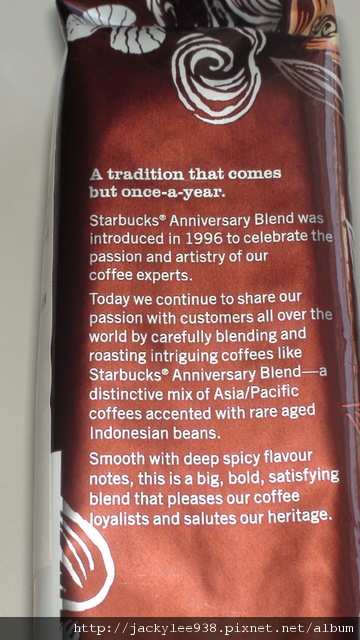 A tradition that comes
but once-a-year.
Starbucks® Anniversary Blend was
introduced in 1996 to celebrate the
passion and artistry of our
coffee experts.
Today we continue to share our
passion with customers all over the
world by carefully blending and
roasting intriguing coffees like
Starbucks® Anniversary Blend—a
distinctive mix of Asia/Pacific
coffees accented with rare aged
Indonesian beans.
Smooth with deep spicy flavour
notes, this is a big, bold, satisfying
blend that pleases our coffee
loyalists and salutes our heritage.
http://jackylee938.pixnet.net/album